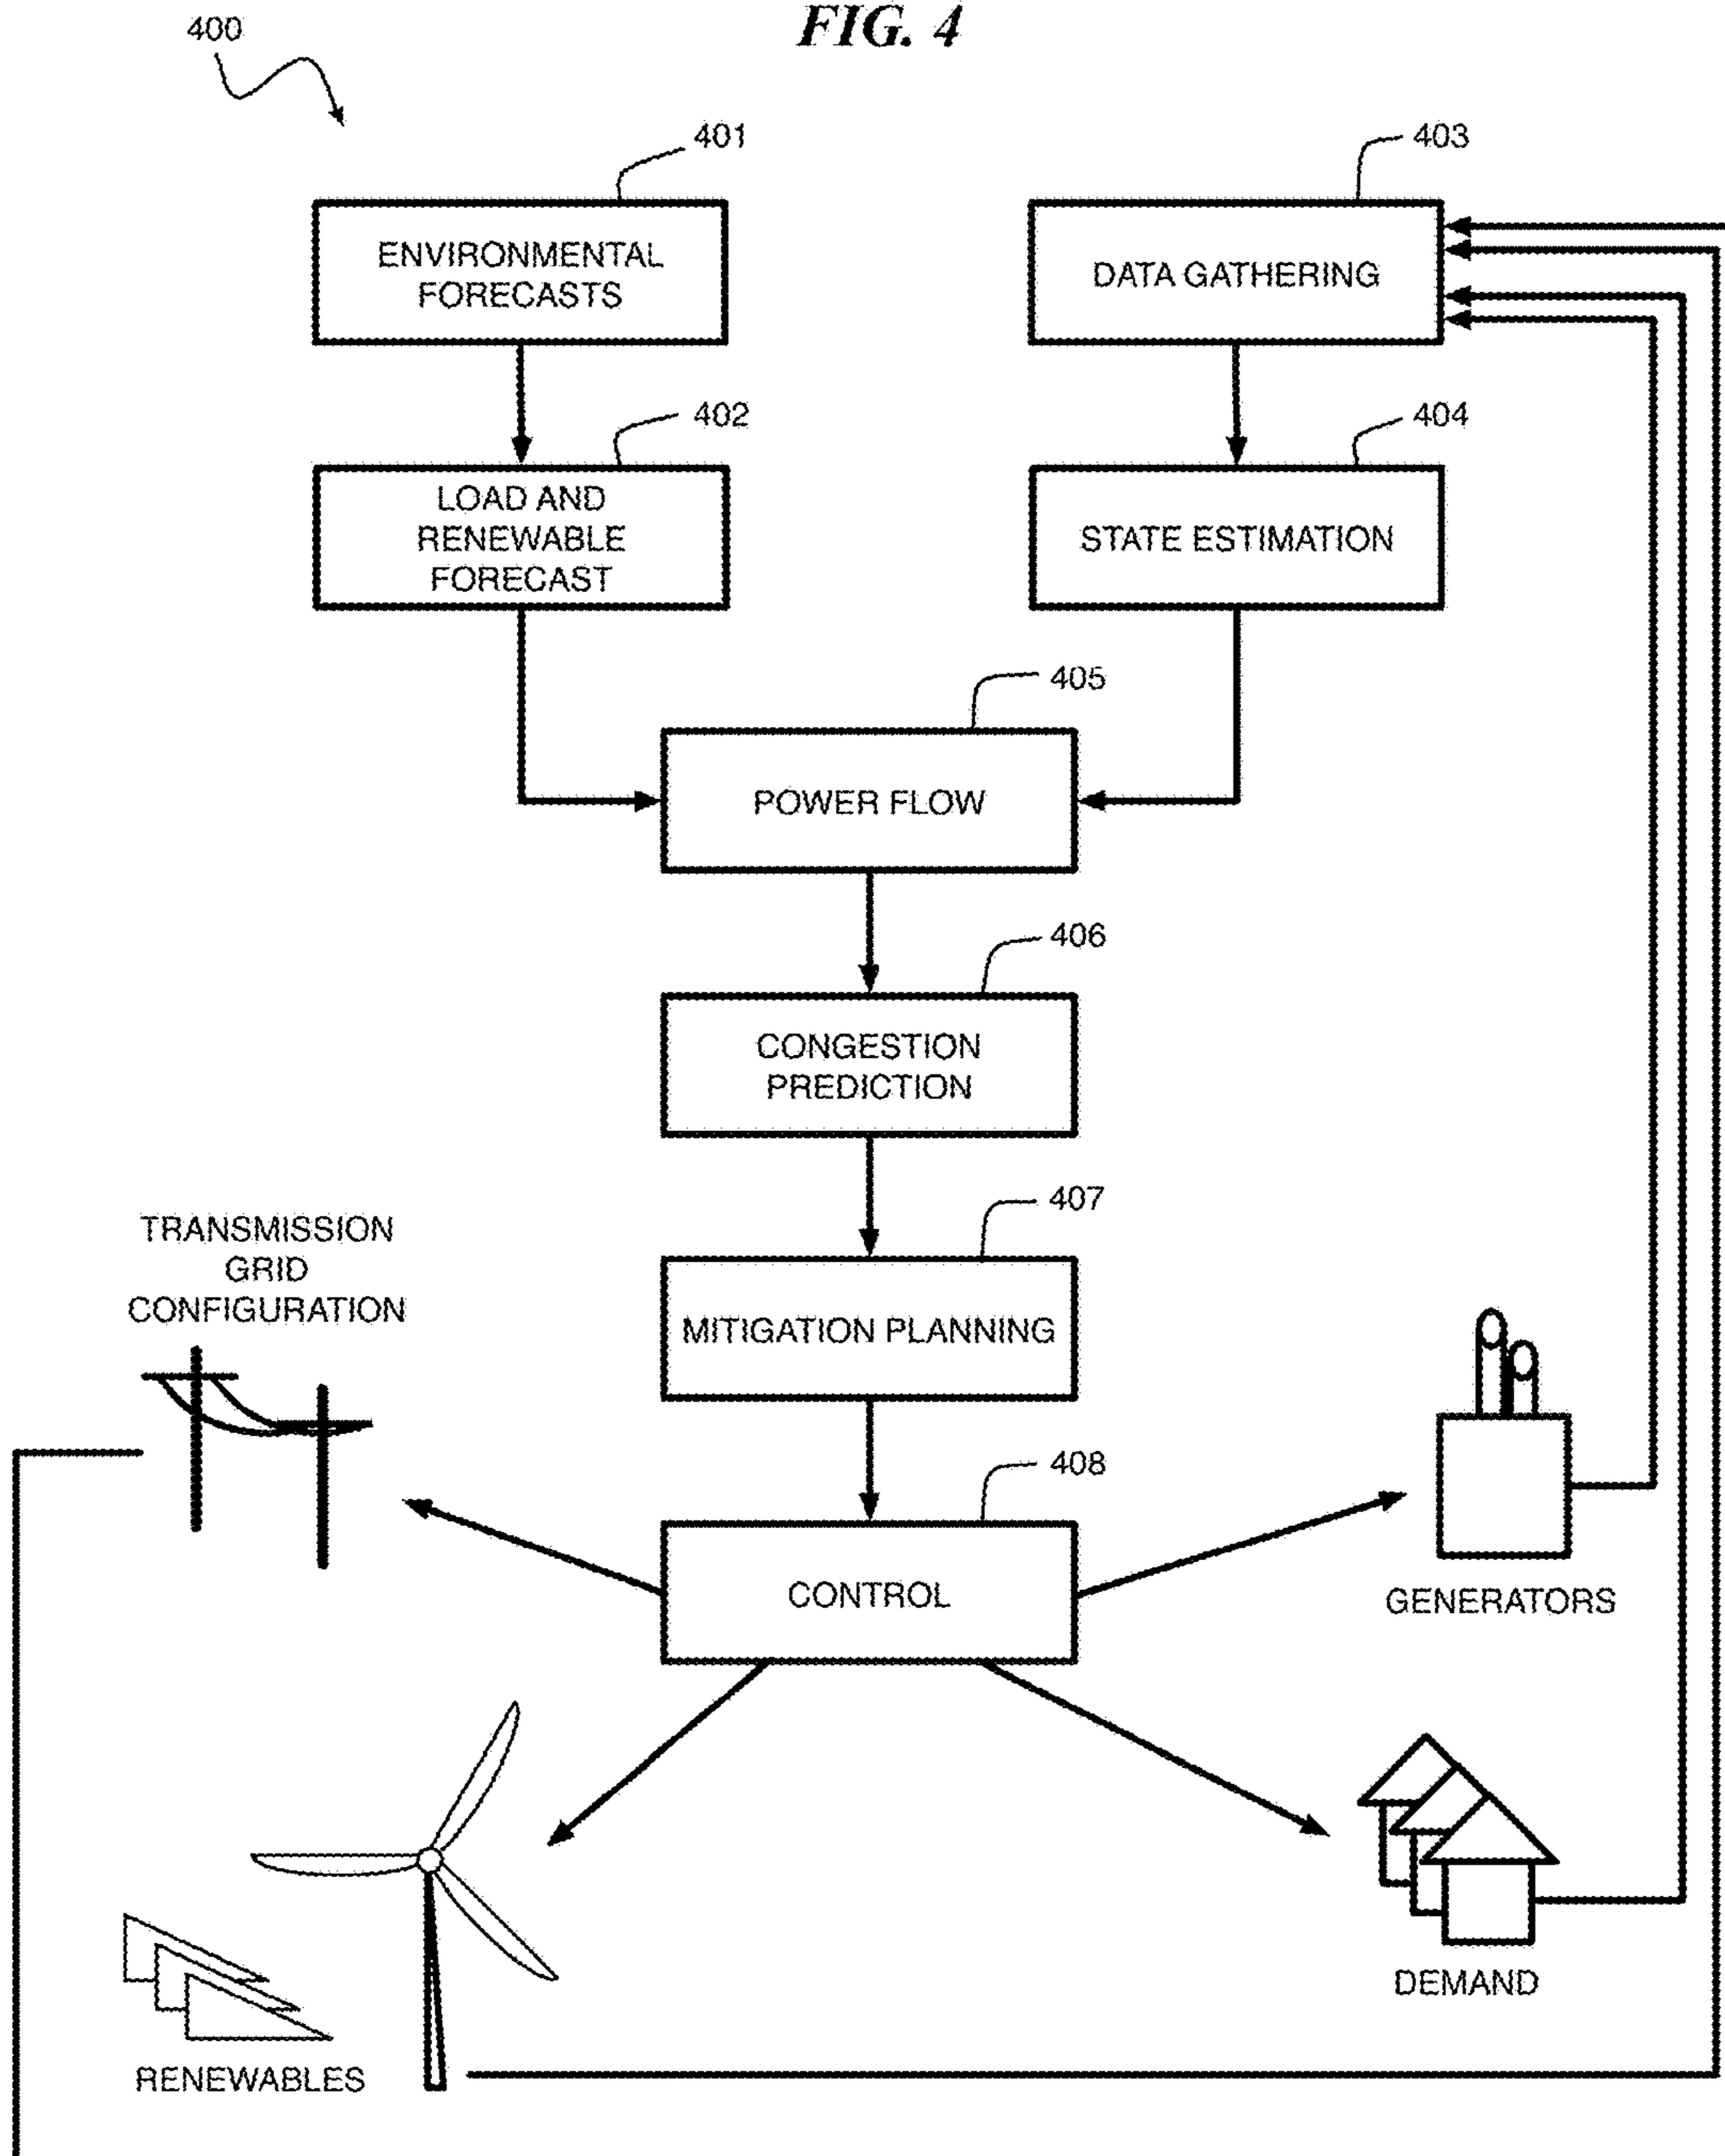 FIG. 4
400
401
403
ENVIRONMENTAL
FORECASTS
DATA GATHERING
402
404
LOAD AND
RENEWABLE
FORECAST
STATE ESTIMATION
405
POWER FLOW
406
CONGESTION
PREDICTION
407
TRANSMISSION
GRID
CONFIGURATION
MITIGATION PLANNING
408
CONTROL
GENERATORS
DEMAND
RENEWABLES